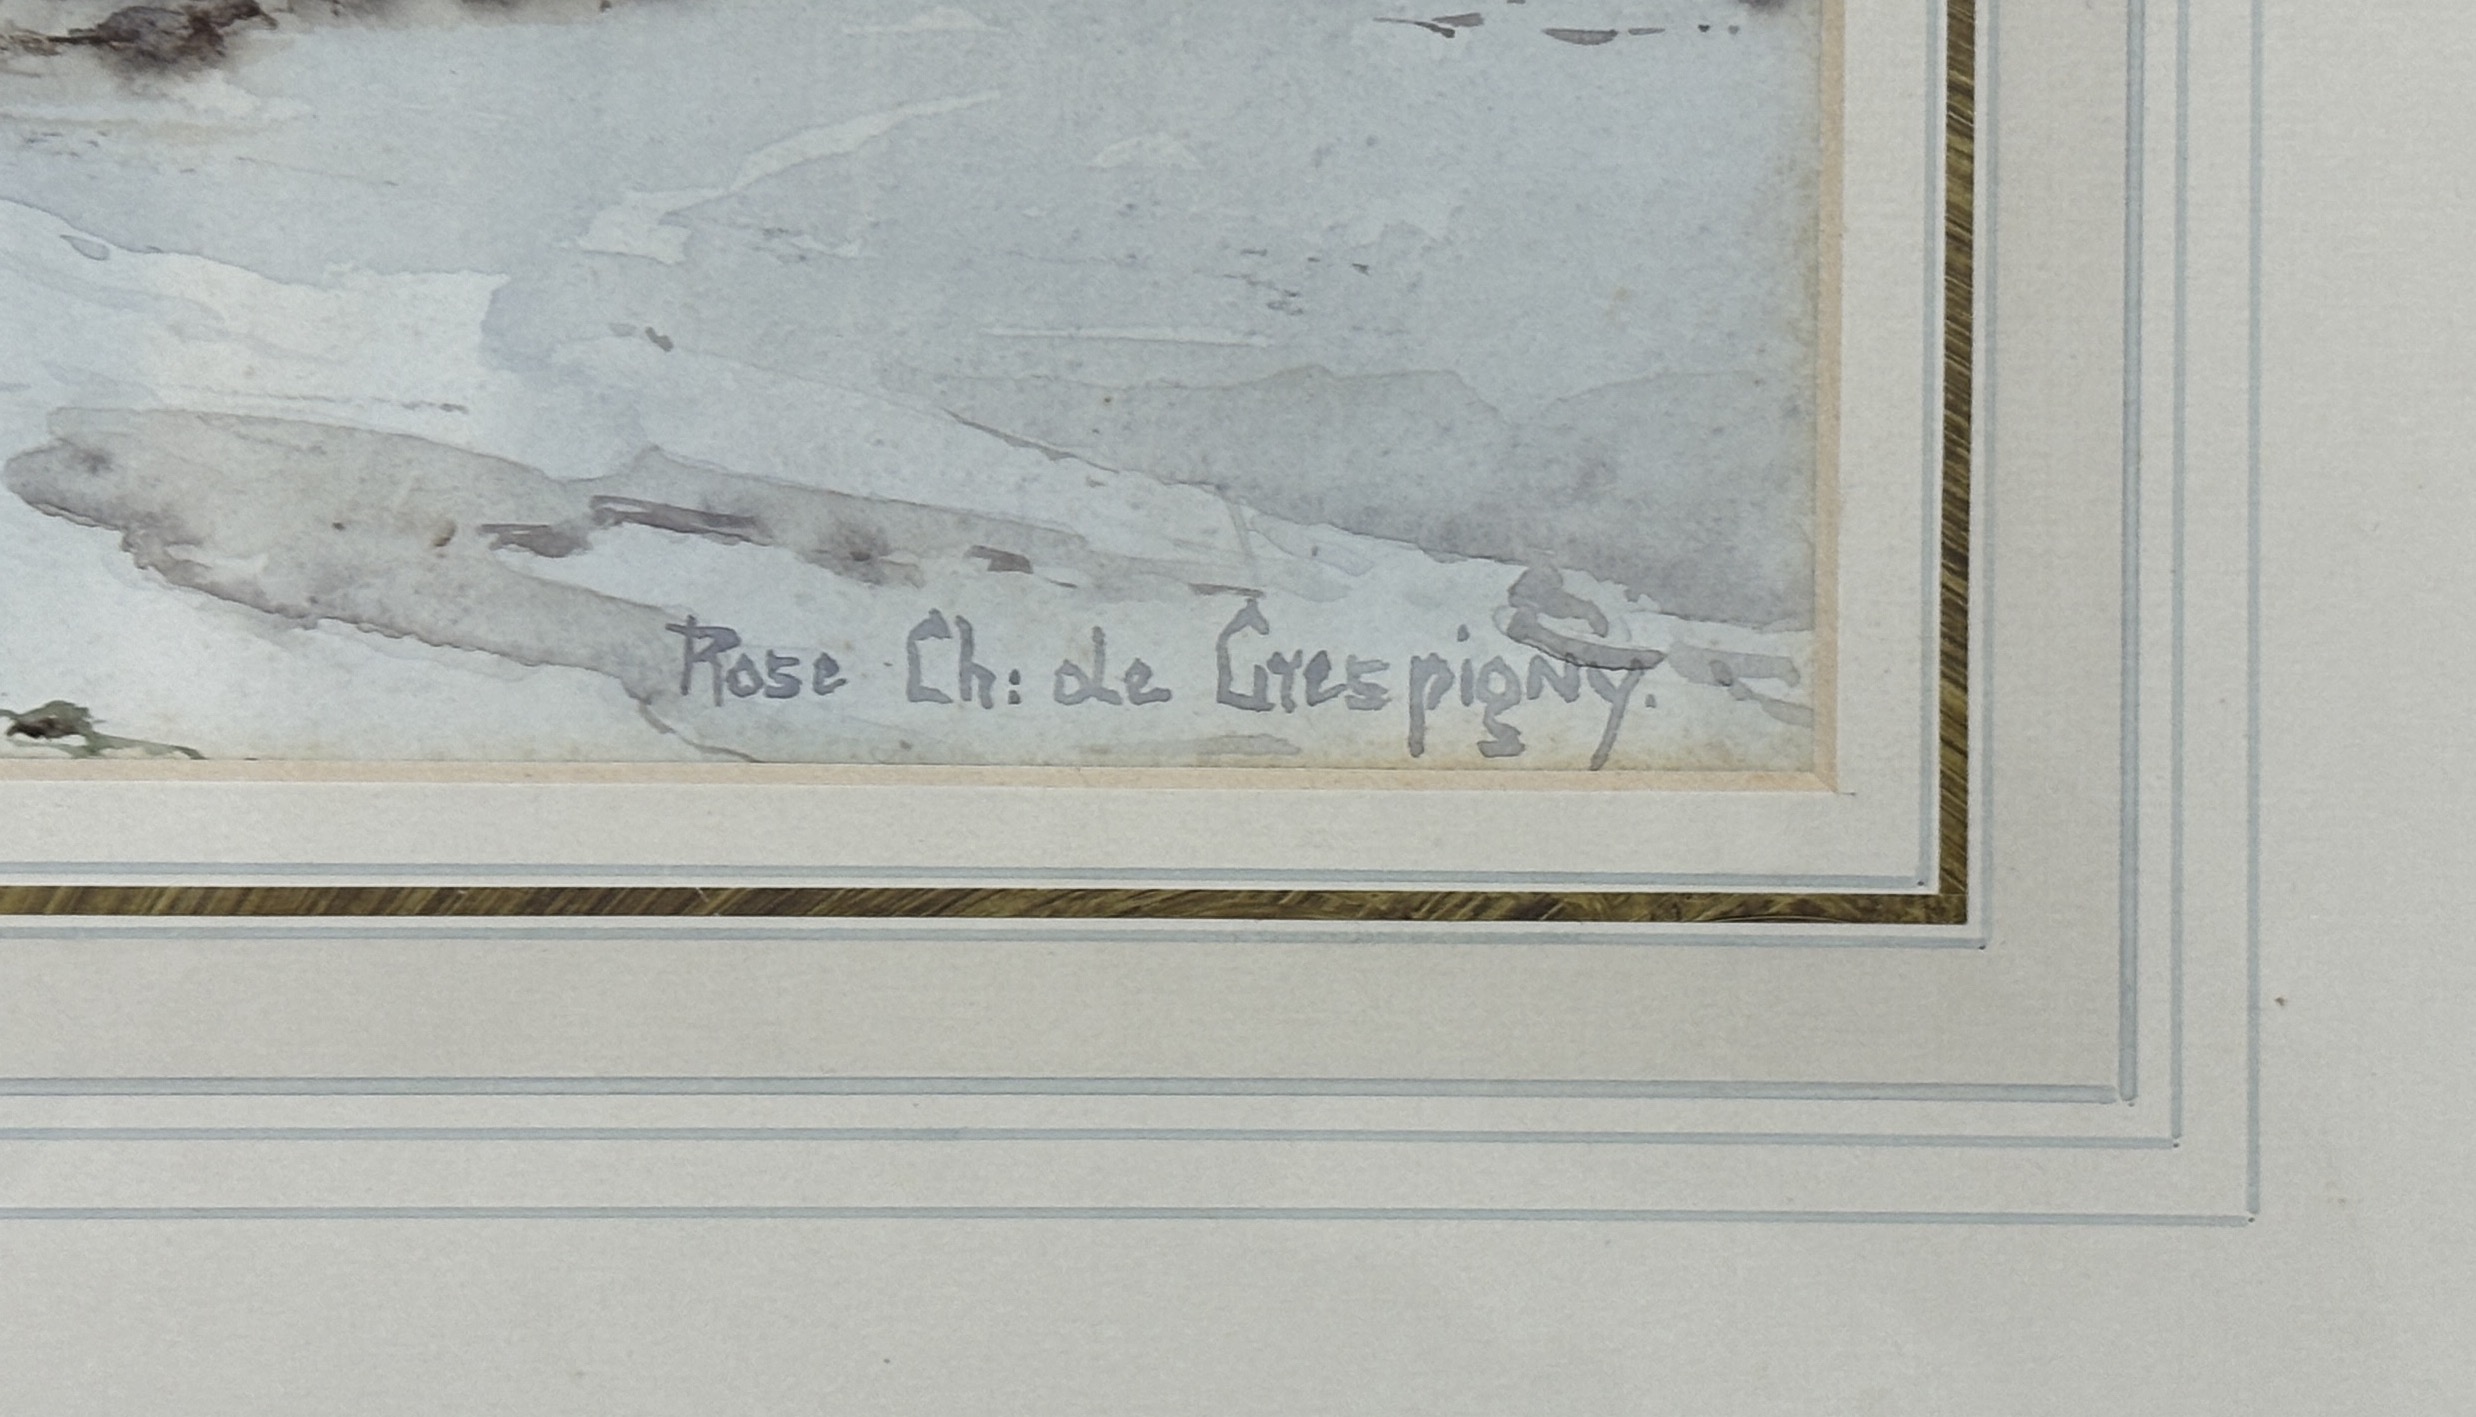 Rose Ch: de Crespigny.